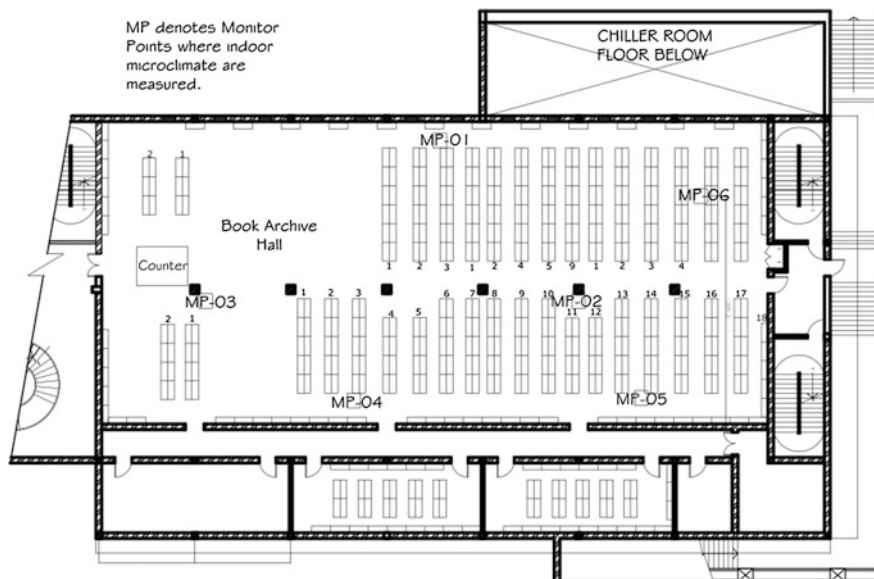 MP denotes Monitor
Points where indoor
microclimate are
measured.
CHILLER ROOM
FLOOR BELOW
MP-01
2 1
MP-06
Book Archive
Hall
Counter
1 2 3 1 2 4 5 9 1 2 3 4
MP-03
MP-02
1 2 3 6 7 8 9 10 13 14 15 16 17
4 5 11 12 18
2 1
MP-04
MP-05